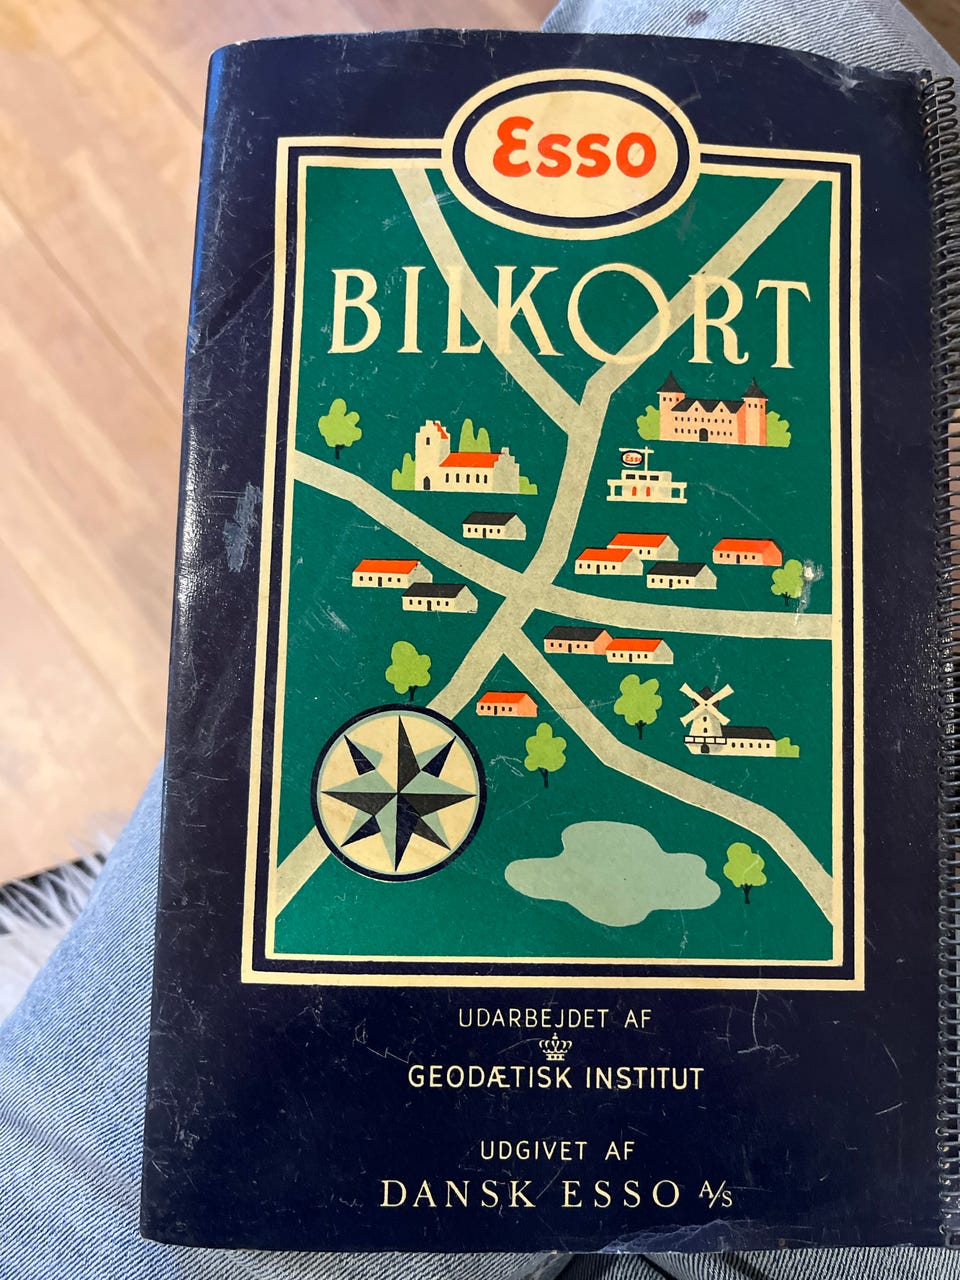 Esso
BILKORT
Esso
UDARBEJDET AF
GEODÆTISK INSTITUT
UDGIVET AF
DANSK ESSO A/S